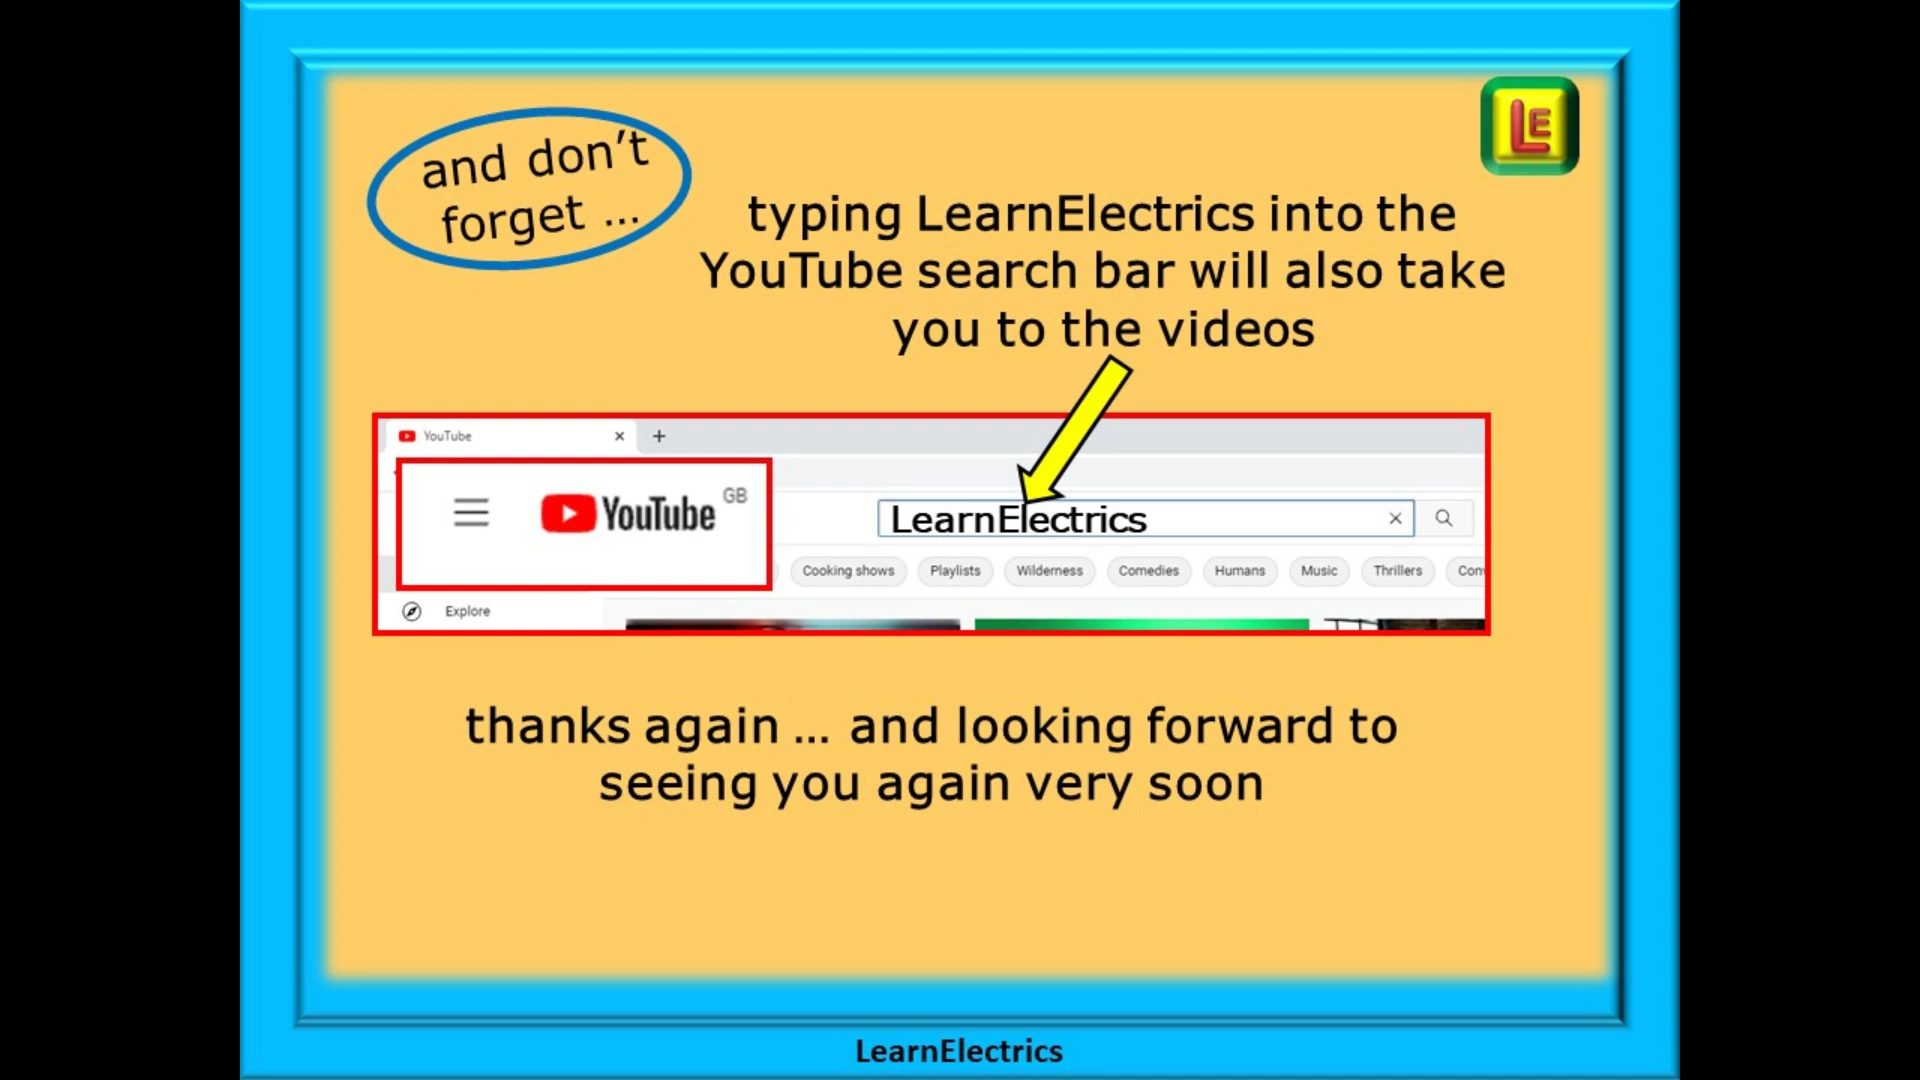 and don't
forget ...
LE
typing LearnElectrics into the
YouTube search bar will also take
you to the videos
YouTube
YouTube GB
LearnElectrics
Cooking shows
Playlists
Wilderness
Comedies
Humans
Music
Thrillers
Explore
thanks again ... and looking forward to
seeing you again very soon
LearnElectrics